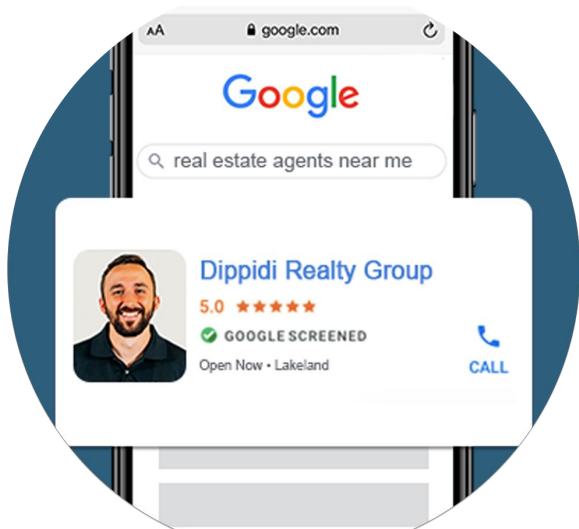 AA google.com
Google
real estate agents near me
Dippidi Realty Group
5.0
GOOGLE SCREENED
Open Now • Lakeland
CALL